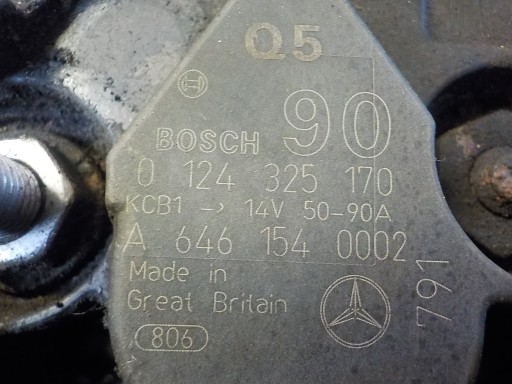 Q5
90
BOSCH
0 124 325 170
KCB1 -> 14V 50-90A
A 646 154 0002
Made in
Great Britain
806
791